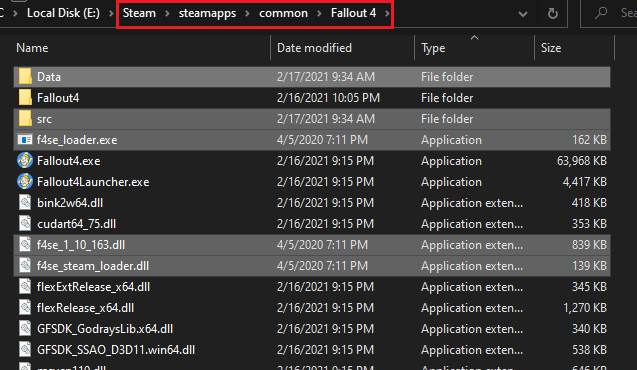 Local Disk (E:) > Steam > steamapps > common > Fallout 4 >
Name Date modified Type Size
Data 2/17/2021 9:34 AM File folder
Fallout4 2/16/2021 10:05 PM File folder
src 2/17/2021 9:34 AM File folder
f4se_loader.exe 4/5/2020 7:11 PM Application 162 KB
Fallout4.exe 2/16/2021 9:15 PM Application 63,968 KB
Fallout4Launcher.exe 2/16/2021 9:15 PM Application 4,417 KB
bink2w64.dll 2/16/2021 9:15 PM Application exten... 418 KB
cudart64_75.dll 2/16/2021 9:15 PM Application exten... 353 KB
f4se_1_10_163.dll 4/5/2020 7:11 PM Application exten... 839 KB
f4se_steam_loader.dll 4/5/2020 7:11 PM Application exten... 139 KB
flexExtRelease_x64.dll 2/16/2021 9:15 PM Application exten... 345 KB
flexRelease_x64.dll 2/16/2021 9:15 PM Application exten... 1,270 KB
GFSDK_GodraysLib.x64.dll 2/16/2021 9:15 PM Application exten... 340 KB
GFSDK_SSAO_D3D11.win64.dll 2/16/2021 9:15 PM Application exten... 538 KB